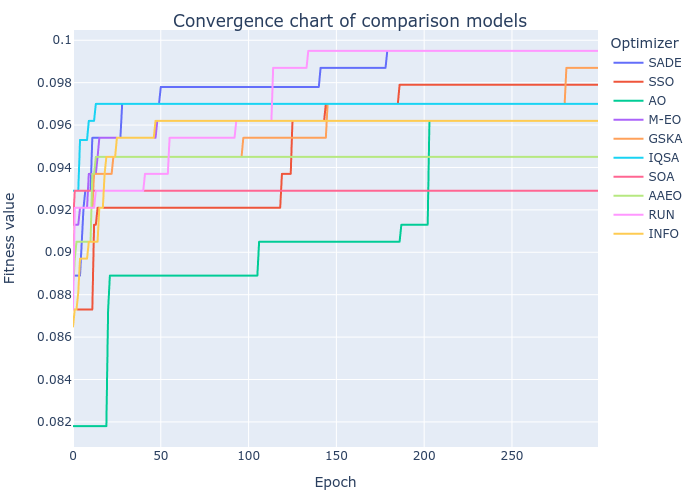 Convergence chart of comparison models
Fitness value
0.1
0.098
0.096
0.094
0.092
0.09
0.088
0.086
0.084
0.082
0
50
100
150
200
250
Epoch
Optimizer
SADE
SSO
AO
M-EO
GSKA
IQSA
SOA
AAEO
RUN
INFO